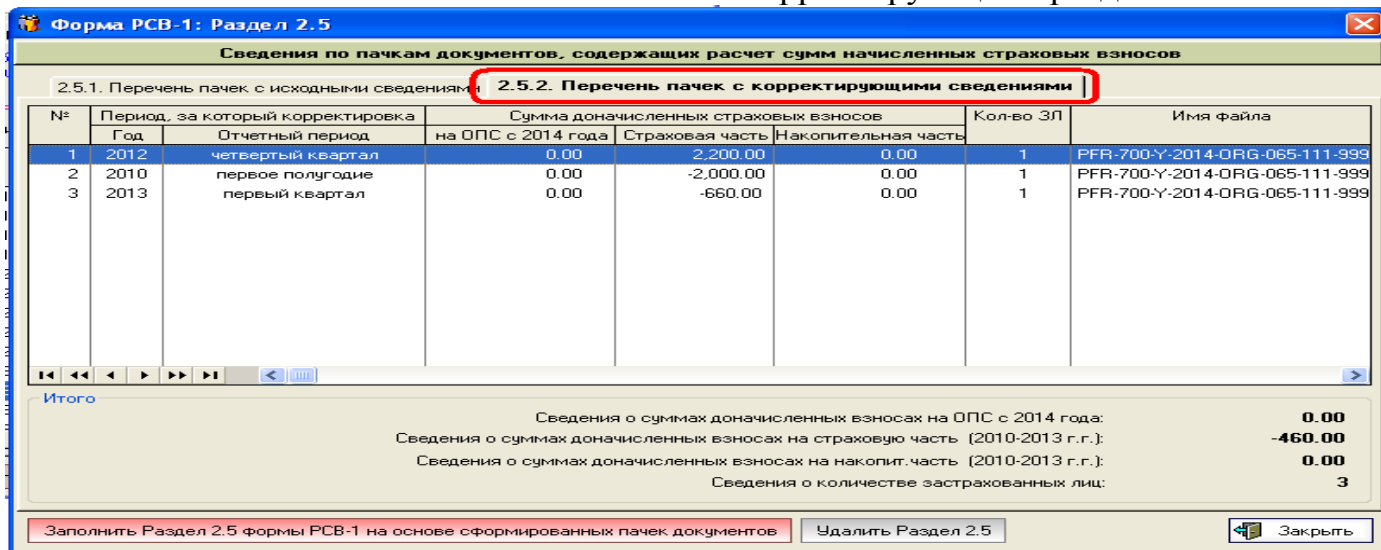 Форма РСВ-1: Раздел 2.5
Сведения по пачкам документов, содержащих расчет сумм начисленных страховых взносов
2.5.1. Перечень пачек с исходными сведениями 2.5.2. Перечень пачек с корректирующими сведениями
№ Период, за который корректировка Сумма доначисленных страховых взносов Кол-во ЗЛ Имя файла
Год Отчетный период на ОПС с 2014 года Страховая часть Накопительная часть
1 2012 четвертый квартал 0.00 2,200.00 0.00 1 PFR-700-Y-2014-ORG-065-111-999
2 2010 первое полугодие 0.00 -2,000.00 0.00 1 PFR-700-Y-2014-ORG-065-111-999
3 2013 первый квартал 0.00 -660.00 0.00 1 PFR-700-Y-2014-ORG-065-111-999
Итого
Сведения о суммах доначисленных взносах на ОПС с 2014 года: 0.00
Сведения о суммах доначисленных взносах на страховую часть (2010-2013 г.г.): -460.00
Сведения о суммах доначисленных взносах на накопит.часть (2010-2013 г.г.): 0.00
Сведения о количестве застрахованных лиц: 3
Заполнить Раздел 2.5 формы РСВ-1 на основе сформированных пачек документов Удалить Раздел 2.5 Закрыть